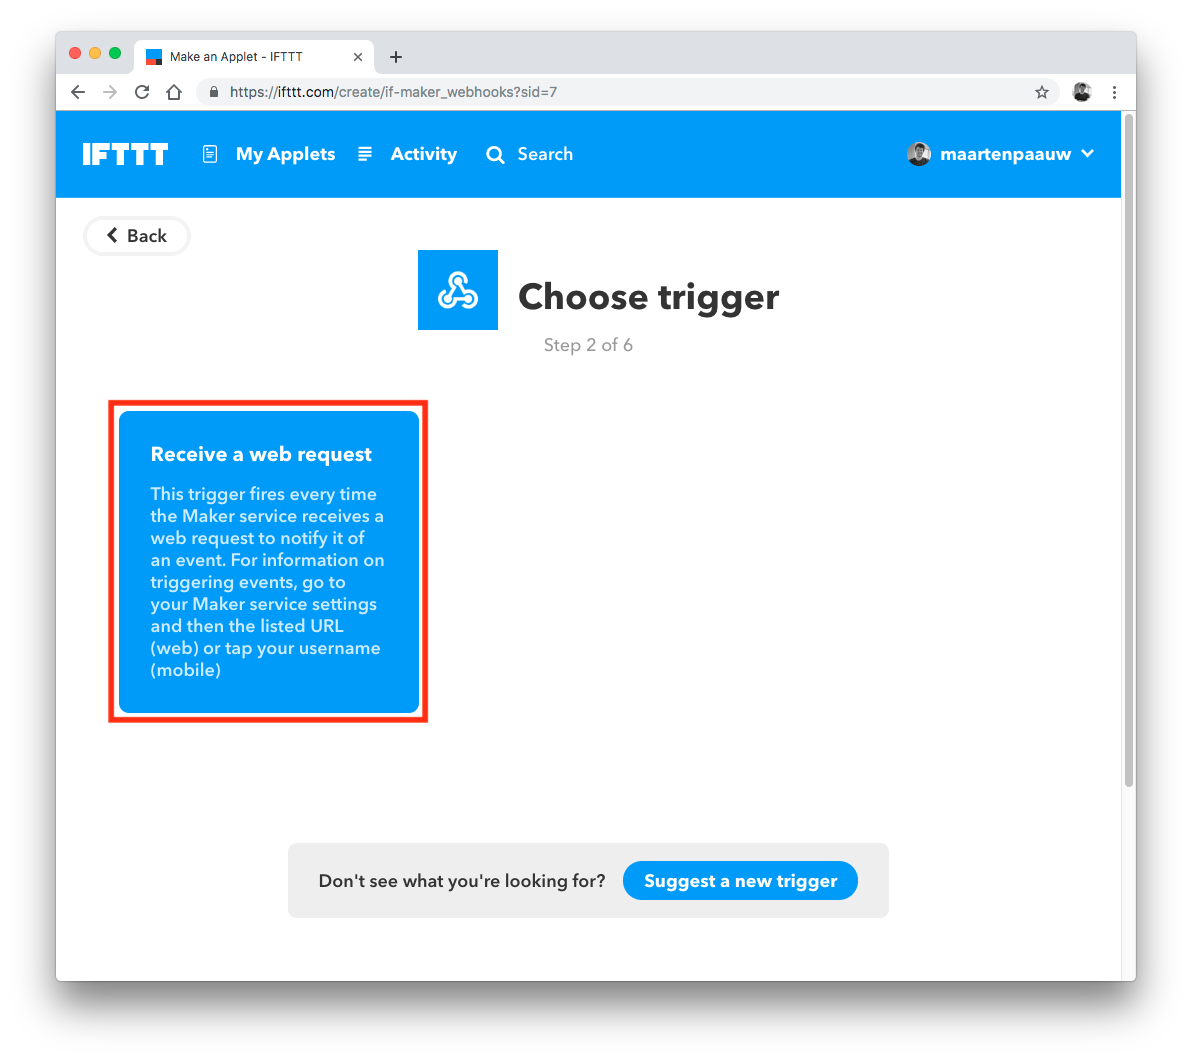 Make an Applet - IFTTT
https://ifttt.com/create/if-maker_webhooks?sid=7
IFTTT My Applets Activity Search maartenpaauw
Back
Choose trigger
Step 2 of 6
Receive a web request
This trigger fires every time
the Maker service receives a
web request to notify it of
an event. For information on
triggering events, go to
your Maker service settings
and then the listed URL
(web) or tap your username
(mobile)
Don't see what you're looking for? Suggest a new trigger